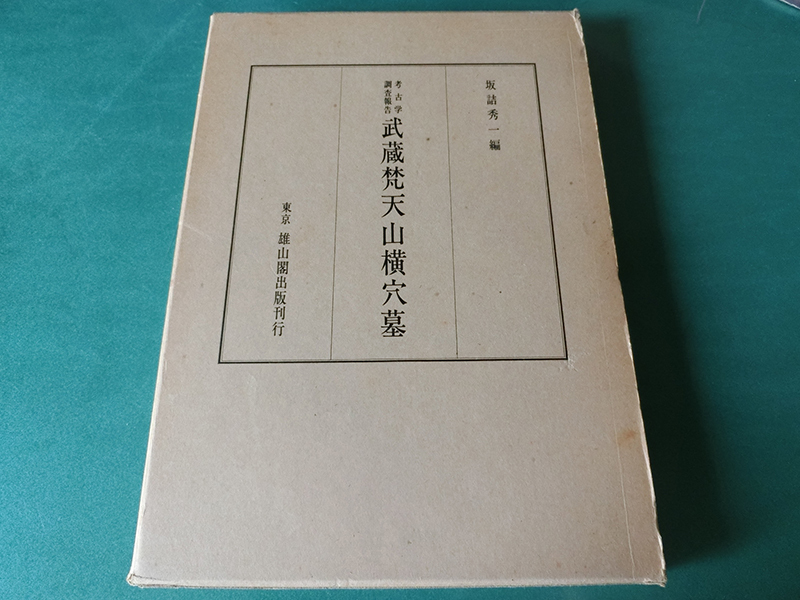 坂詰秀一編
考古学
調査報告
武蔵梵天山横穴墓
東京 雄山閣出版刊行